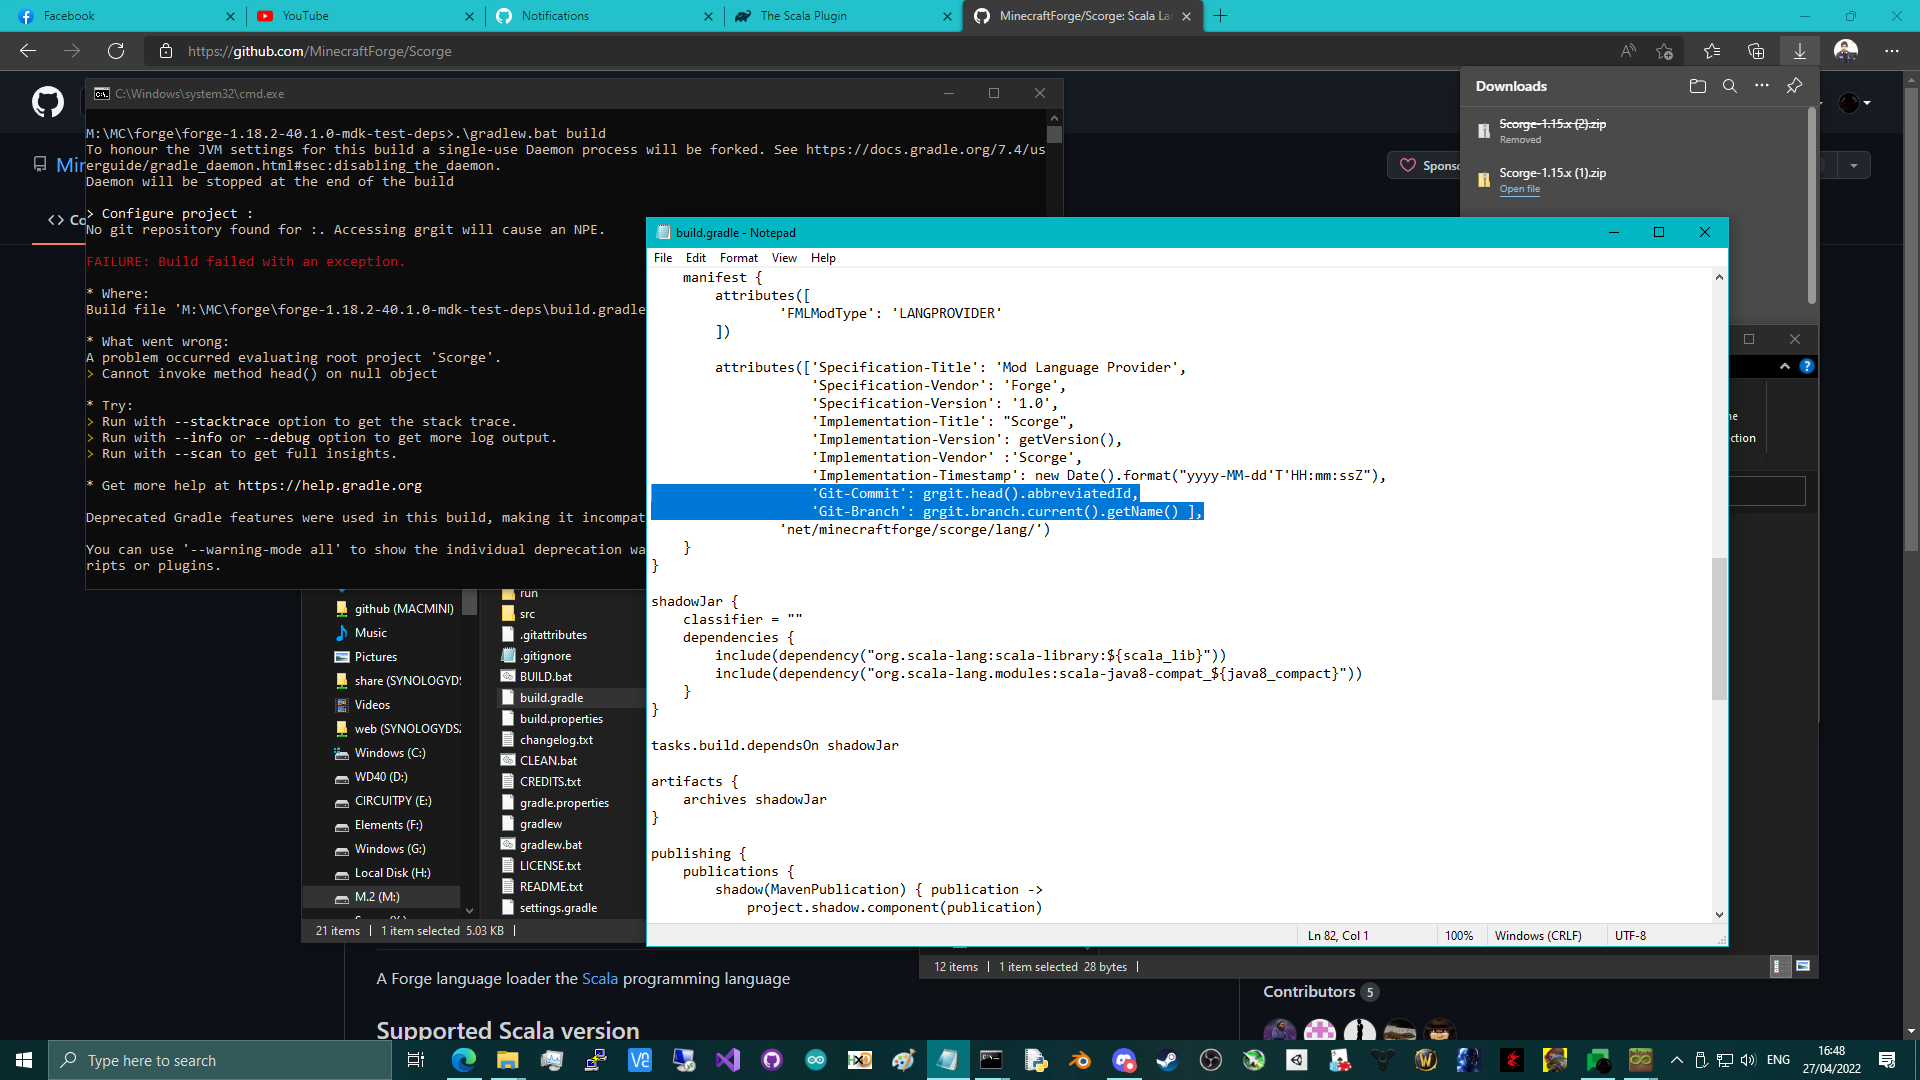 Facebook
YouTube
Notifications
The Scala Plugin
MinecraftForge/Scorge: Scala La
https://github.com/MinecraftForge/Scorge
C:\Windows\system32\cmd.exe
M:\MC\forge\forge-1.18.2-40.1.0-mdk-test-deps>.\gradlew.bat build
To honour the JVM settings for this build a single-use Daemon process will be forked. See https://docs.gradle.org/7.4/us
erguide/gradle_daemon.html#sec:disabling_the_daemon.
Daemon will be stopped at the end of the build
> Configure project :
No git repository found for :. Accessing grgit will cause an NPE.
FAILURE: Build failed with an exception.
* Where:
Build file 'M:\MC\forge\forge-1.18.2-40.1.0-mdk-test-deps\build.gradle
* What went wrong:
A problem occurred evaluating root project 'Scorge'.
> Cannot invoke method head() on null object
* Try:
> Run with --stacktrace option to get the stack trace.
> Run with --info or --debug option to get more log output.
> Run with --scan to get full insights.
* Get more help at https://help.gradle.org
Deprecated Gradle features were used in this build, making it incompat
You can use '--warning-mode all' to show the individual deprecation wa
ripts or plugins.
Min
<> Co
Sponso
Downloads
Scorge-1.15.x (2).zip
Removed
Scorge-1.15.x (1).zip
Open file
build.gradle - Notepad
File Edit Format View Help
manifest {
attributes([
'FMLModType': 'LANGPROVIDER'
])
attributes(['Specification-Title': 'Mod Language Provider',
'Specification-Vendor': 'Forge',
'Specification-Version': '1.0',
'Implementation-Title': "Scorge",
'Implementation-Version': getVersion(),
'Implementation-Vendor' :'Scorge',
'Implementation-Timestamp': new Date().format("yyyy-MM-dd'T'HH:mm:ssZ"),
'Git-Commit': grgit.head().abbreviatedId,
'Git-Branch': grgit.branch.current().getName() ],
'net/minecraftforge/scorge/lang/')
}
}
shadowJar {
classifier = ""
dependencies {
include(dependency("org.scala-lang:scala-library:${scala_lib}"))
include(dependency("org.scala-lang.modules:scala-java8-compat_${java8_compact}"))
}
}
tasks.build.dependsOn shadowJar
artifacts {
archives shadowJar
}
publishing {
publications {
shadow(MavenPublication) { publication ->
project.shadow.component(publication)
Ln 82, Col 1
100%
Windows (CRLF)
UTF-8
github (MACMINI)
Music
Pictures
share (SYNOLOGYDS
Videos
web (SYNOLOGYDS
Windows (C:)
WD40 (D:)
CIRCUITPY (E:)
Elements (F:)
Windows (G:)
Local Disk (H:)
M.2 (M:)
run
src
.gitattributes
.gitignore
BUILD.bat
build.gradle
build.properties
changelog.txt
CLEAN.bat
CREDITS.txt
gradle.properties
gradlew
gradlew.bat
LICENSE.txt
README.txt
settings.gradle
21 items
1 item selected 5.03 KB
ne
ection
12 items
1 item selected 28 bytes
A Forge language loader the Scala programming language
Supported Scala version
Contributors 5
Type here to search
ENG
16:48
27/04/2022